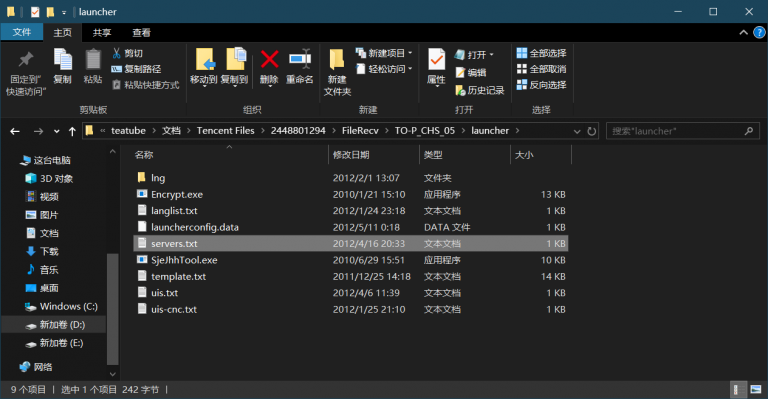 launcher
文件 主页 共享 查看
固定到"快速访问" 复制 粘贴 剪切 复制路径 粘贴快捷方式
移动到 复制到 删除 重命名 新建文件夹 新建项目 轻松访问
属性 打开 编辑 历史记录 全部选择 全部取消 反向选择
剪贴板 组织 新建 打开 选择
« teatube > 文档 > Tencent Files > 2448801294 > FileRecv > TO-P_CHS_05 > launcher > 搜索"launcher"
名称 修改日期 类型 大小
这台电脑
3D 对象
视频
图片
文档
下载
音乐
桌面
Windows (C:)
新加卷 (D:)
新加卷 (E:)
网络
lng 2012/2/1 13:07 文件夹
Encrypt.exe 2010/1/21 15:10 应用程序 13 KB
langlist.txt 2012/1/24 23:18 文本文档 1 KB
launcherconfig.data 2012/5/11 0:18 DATA 文件 1 KB
servers.txt 2012/4/16 20:33 文本文档 1 KB
SjeJhhTool.exe 2010/6/29 15:51 应用程序 10 KB
template.txt 2011/12/25 14:18 文本文档 14 KB
uis.txt 2012/4/6 11:39 文本文档 1 KB
uis-cnc.txt 2012/1/25 21:10 文本文档 1 KB
9 个项目 选中 1 个项目 242 字节